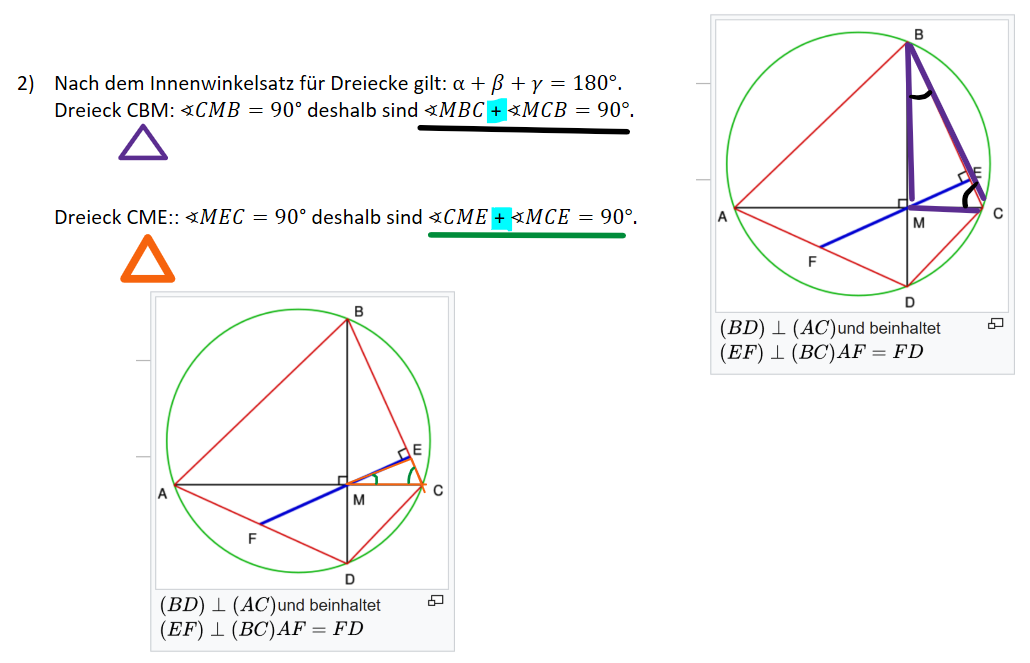 2) Nach dem Innenwinkelsatz für Dreiecke gilt: α + β + γ = 180°.
Dreieck CBM: ∢CMB = 90° deshalb sind ∢MBC + ∢MCB = 90°.
Dreieck CME:: ∢MEC = 90° deshalb sind ∢CME + ∢MCE = 90°.
B
E
A
M
C
F
D
(BD) ⊥ (AC)und beinhaltet
(EF) ⊥ (BC)AF = FD
B
E
A
M
C
F
D
(BD) ⊥ (AC)und beinhaltet
(EF) ⊥ (BC)AF = FD